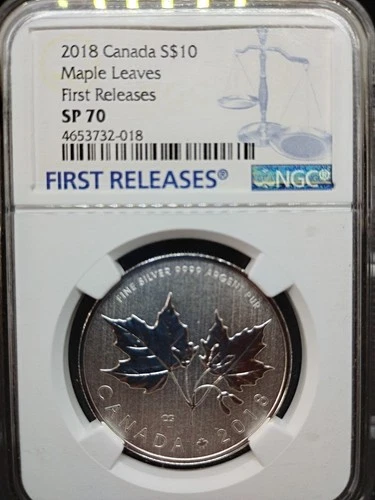 2018 Canada S$10
Maple Leaves
First Releases
SP 70
4653732-018
FIRST RELEASES®
NGC®
FINE SILVER 9999 ARGENT PUR
CANADA 2018